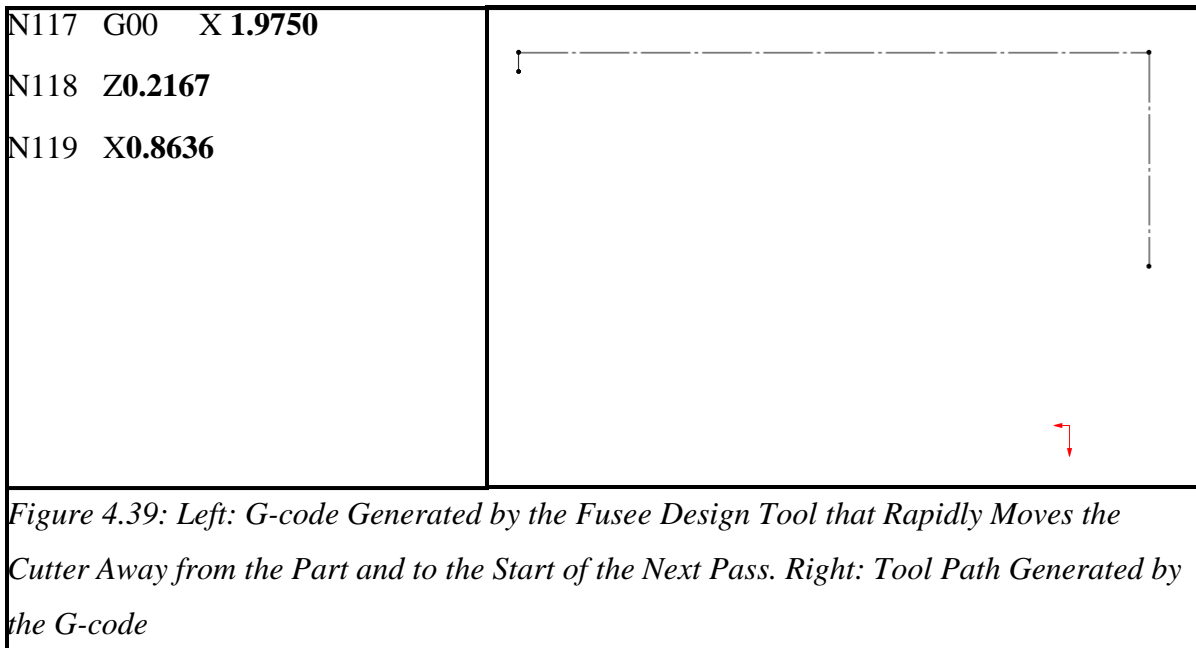 N117 G00 X 1.9750
N118 Z0.2167
N119 X0.8636
Figure 4.39: Left: G-code Generated by the Fusee Design Tool that Rapidly Moves the
Cutter Away from the Part and to the Start of the Next Pass. Right: Tool Path Generated by
the G-code